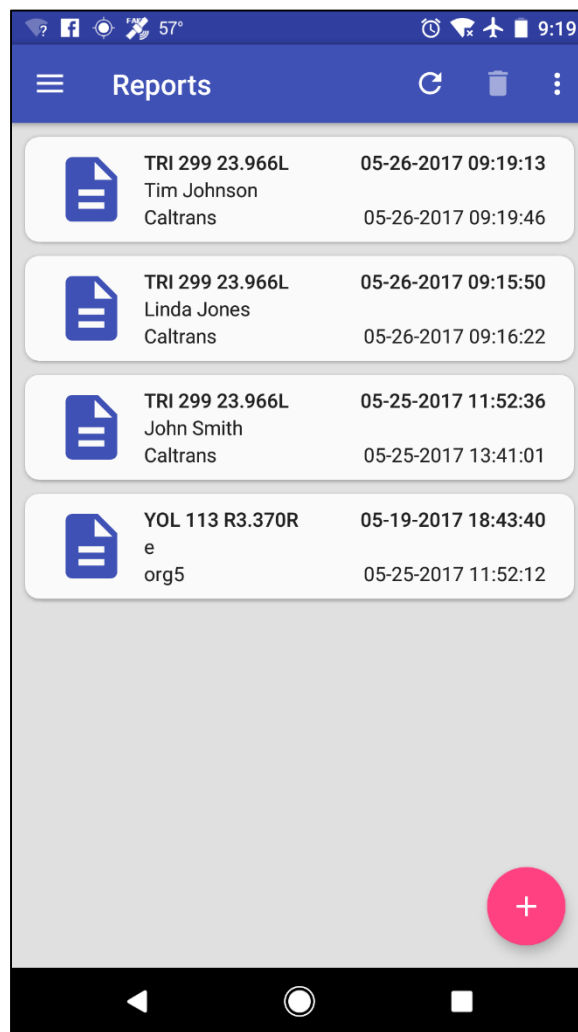 FAKE 57° 9:19
Reports
TRI 299 23.966L 05-26-2017 09:19:13
Tim Johnson
Caltrans 05-26-2017 09:19:46
TRI 299 23.966L 05-26-2017 09:15:50
Linda Jones
Caltrans 05-26-2017 09:16:22
TRI 299 23.966L 05-25-2017 11:52:36
John Smith
Caltrans 05-25-2017 13:41:01
YOL 113 R3.370R 05-19-2017 18:43:40
e
org5 05-25-2017 11:52:12